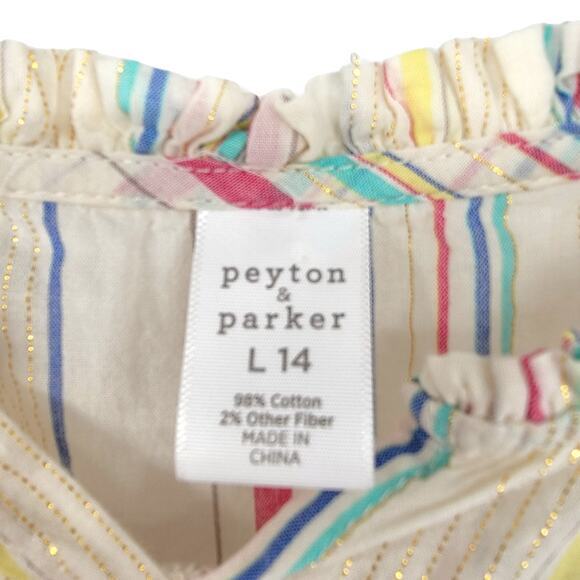 peyton
&
parker
L 14
98% Cotton
2% Other Fiber
MADE IN
CHINA